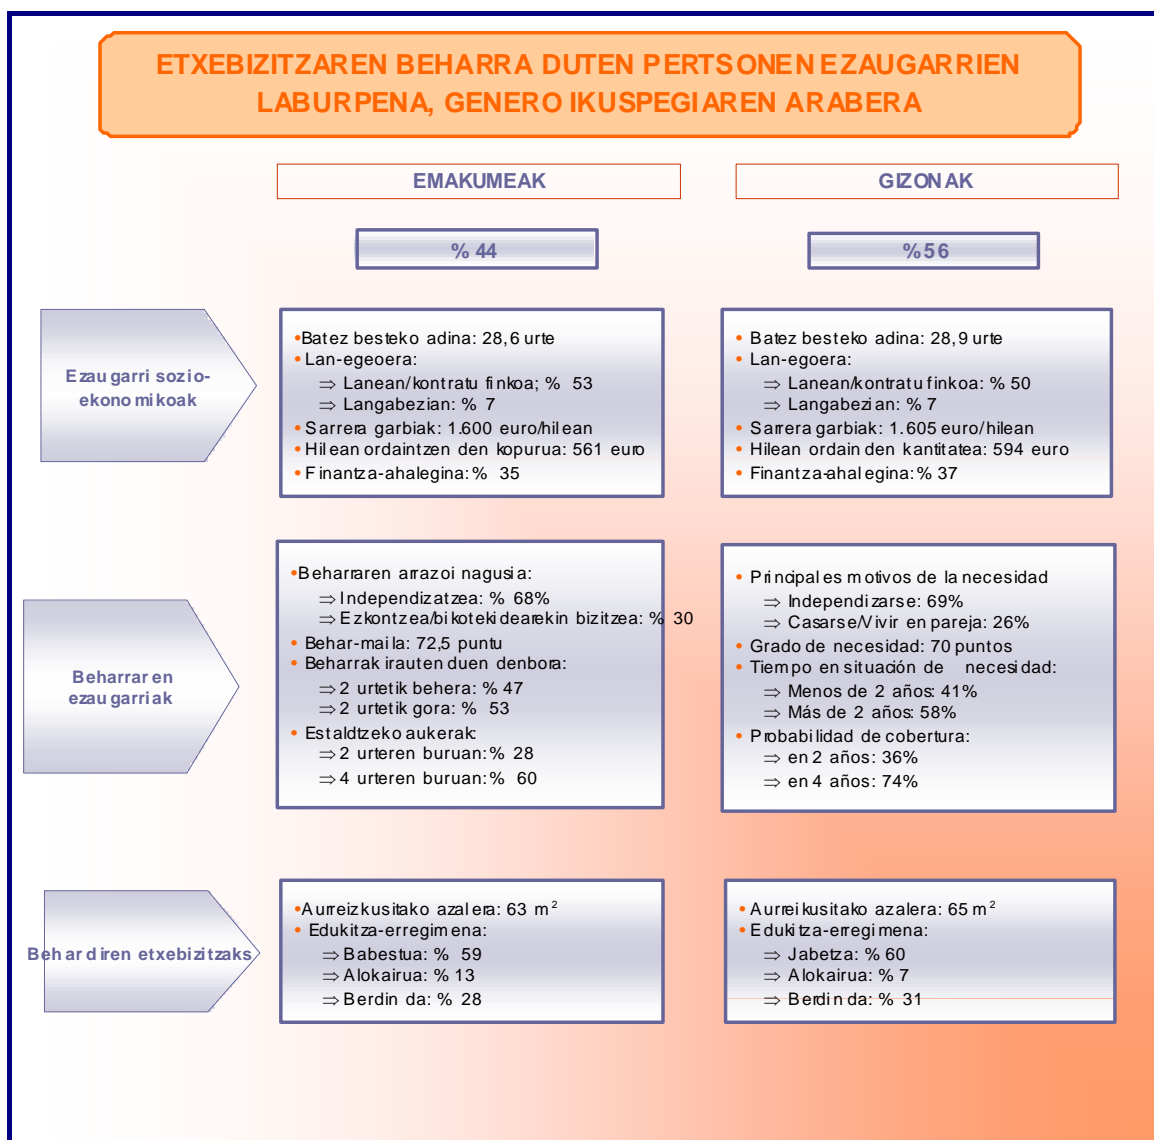 ETXEBIZITZAREN BEHARRA DUTEN PERTSONEN EZAUGARRIEN
LABURPENA, GENERO IKUSPEGIAREN ARABERA
EMAKUMEAK
GIZONAK
% 44
% 56
Ezaugarri sozio-
ekonomikoak
•Batez besteko adina: 28,6 urte
• Lan-egeoera:
⇒ Lanean/kontratu finkoa; % 53
⇒ Langabezian: % 7
• Sarrera garbiak: 1.600 euro/hilean
• Hilean ordaintzen den kopurua: 561 euro
• Finantza-ahalegina: % 35
• Batez besteko adina: 28,9 urte
• Lan-egoera:
⇒ Lanean/kontratu finkoa: % 50
⇒ Langabezian: % 7
• Sarrera garbiak: 1.605 euro/hilean
• Hilean ordain den kantitatea: 594 euro
• Finantza-ahalegina: % 37
Beharraren
ezaugarriak
•Beharraren arrazoi nagusia:
⇒ Independizatzea: % 68%
⇒ Ezkontzea/bikotekidearekin bizitzea: % 30
• Behar-maila: 72,5 puntu
• Beharrak irauten duen denbora:
⇒ 2 urtetik behera: % 47
⇒ 2 urtetik gora: % 53
• Estaldtzeko aukerak:
⇒ 2 urteren buruan: % 28
⇒ 4 urteren buruan: % 60
• Principales motivos de la necesidad
⇒ Independizarse: 69%
⇒ Casarse/Vivir en pareja: 26%
• Grado de necesidad: 70 puntos
• Tiempo en situación de necesidad:
⇒ Menos de 2 años: 41%
⇒ Más de 2 años: 58%
• Probabilidad de cobertura:
⇒ en 2 años: 36%
⇒ en 4 años: 74%
Behar diren etxebizitzaks
•Aurreizkusitako azalera: 63 m²
• Edukitza-erregimena:
⇒ Babestua: % 59
⇒ Alokairua: % 13
⇒ Berdin da: % 28
• Aurreikusitako azalera: 65 m²
• Edukitza-erregimena:
⇒ Jabetza: % 60
⇒ Alokairua: % 7
⇒ Berdin da: % 31